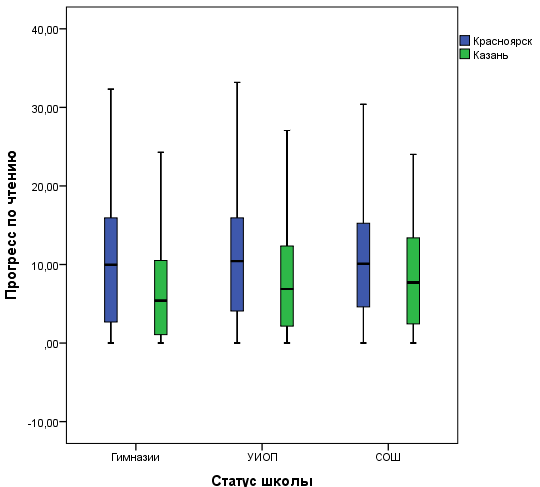 Прогресс по чтению
40,00
30,00
20,00
10,00
,00
-10,00
Гимназии
УИОП
СОШ
Статус школы
Красноярск
Казань